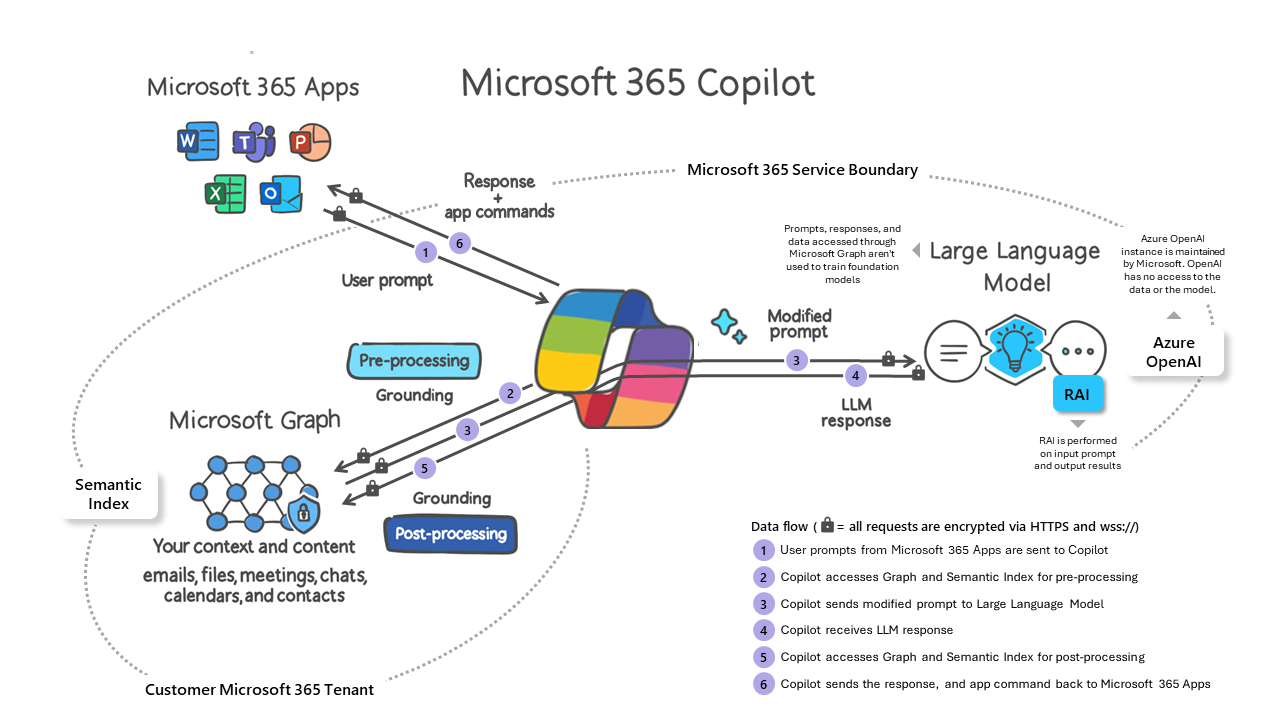 Microsoft 365 Copilot
Microsoft 365 Apps
W
T
P
X
O
Response
+
app commands
Microsoft 365 Service Boundary
6
1
User prompt
Prompts, responses, and
data accessed through
Microsoft Graph aren't
used to train foundation
models
Large Language
Model
Azure OpenAI
instance is maintained
by Microsoft. OpenAI
has no access to the
data or the model.
Azure
OpenAI
Modified
prompt
3
4
LLM
response
RAI
RAI is performed
on input prompt
and output results
Pre-processing
Grounding
2
3
5
Grounding
Post-processing
Microsoft Graph
Semantic
Index
Your context and content
emails, files, meetings, chats,
calendars, and contacts
Customer Microsoft 365 Tenant
Data flow ( = all requests are encrypted via HTTPS and wss://)
1 User prompts from Microsoft 365 Apps are sent to Copilot
2 Copilot accesses Graph and Semantic Index for pre-processing
3 Copilot sends modified prompt to Large Language Model
4 Copilot receives LLM response
5 Copilot accesses Graph and Semantic Index for post-processing
6 Copilot sends the response, and app command back to Microsoft 365 Apps